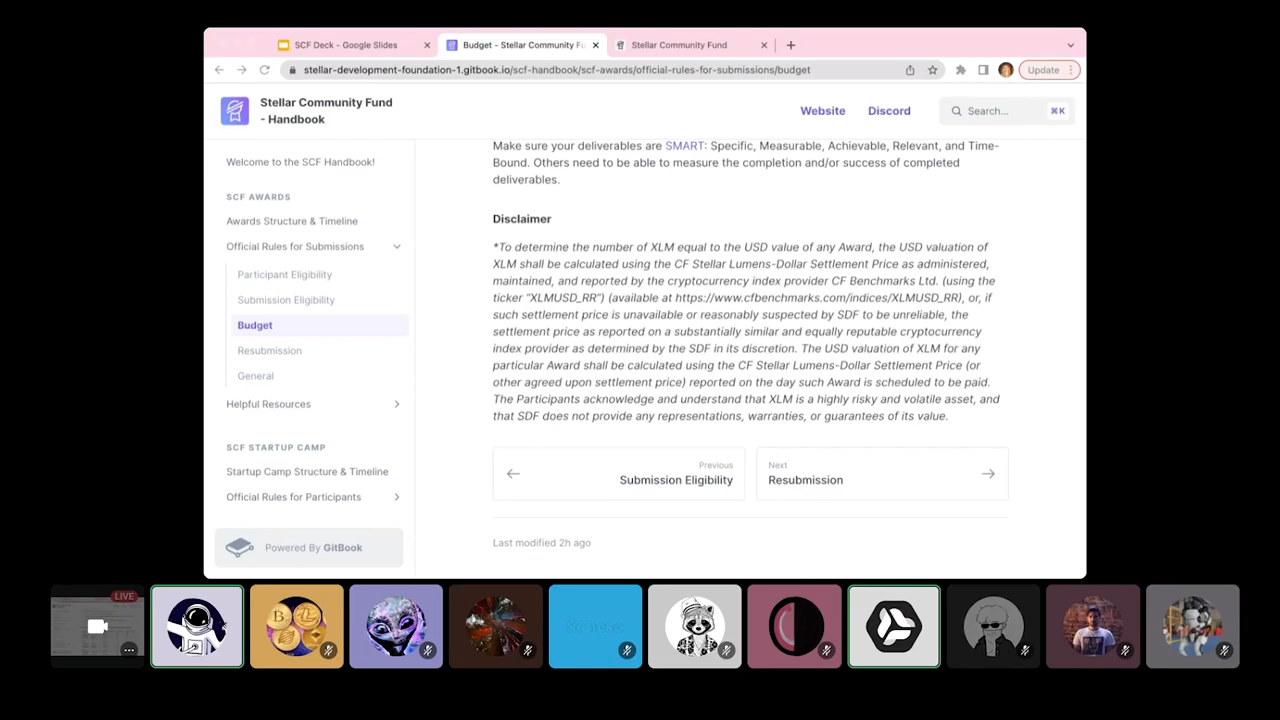 SCF Deck - Google Slides
Budget - Stellar Community Fu
Stellar Community Fund
stellar-development-foundation-1.gitbook.io/scf-handbook/scf-awards/official-rules-for-submissions/budget
Update
Stellar Community Fund
- Handbook
Website
Discord
Search...
⌘K
Welcome to the SCF Handbook!
SCF AWARDS
Awards Structure & Timeline
Official Rules for Submissions
Participant Eligibility
Submission Eligibility
Budget
Resubmission
General
Helpful Resources
SCF STARTUP CAMP
Startup Camp Structure & Timeline
Official Rules for Participants
Powered By GitBook
Make sure your deliverables are SMART: Specific, Measurable, Achievable, Relevant, and Time-
Bound. Others need to be able to measure the completion and/or success of completed
deliverables.
Disclaimer
*To determine the number of XLM equal to the USD value of any Award, the USD valuation of
XLM shall be calculated using the CF Stellar Lumens-Dollar Settlement Price as administered,
maintained, and reported by the cryptocurrency index provider CF Benchmarks Ltd. (using the
ticker "XLMUSD_RR") (available at https://www.cfbenchmarks.com/indices/XLMUSD_RR), or, if
such settlement price is unavailable or reasonably suspected by SDF to be unreliable, the
settlement price as reported on a substantially similar and equally reputable cryptocurrency
index provider as determined by the SDF in its discretion. The USD valuation of XLM for any
particular Award shall be calculated using the CF Stellar Lumens-Dollar Settlement Price (or
other agreed upon settlement price) reported on the day such Award is scheduled to be paid.
The Participants acknowledge and understand that XLM is a highly risky and volatile asset, and
that SDF does not provide any representations, warranties, or guarantees of its value.
Previous
Submission Eligibility
Next
Resubmission
Last modified 2h ago
LIVE